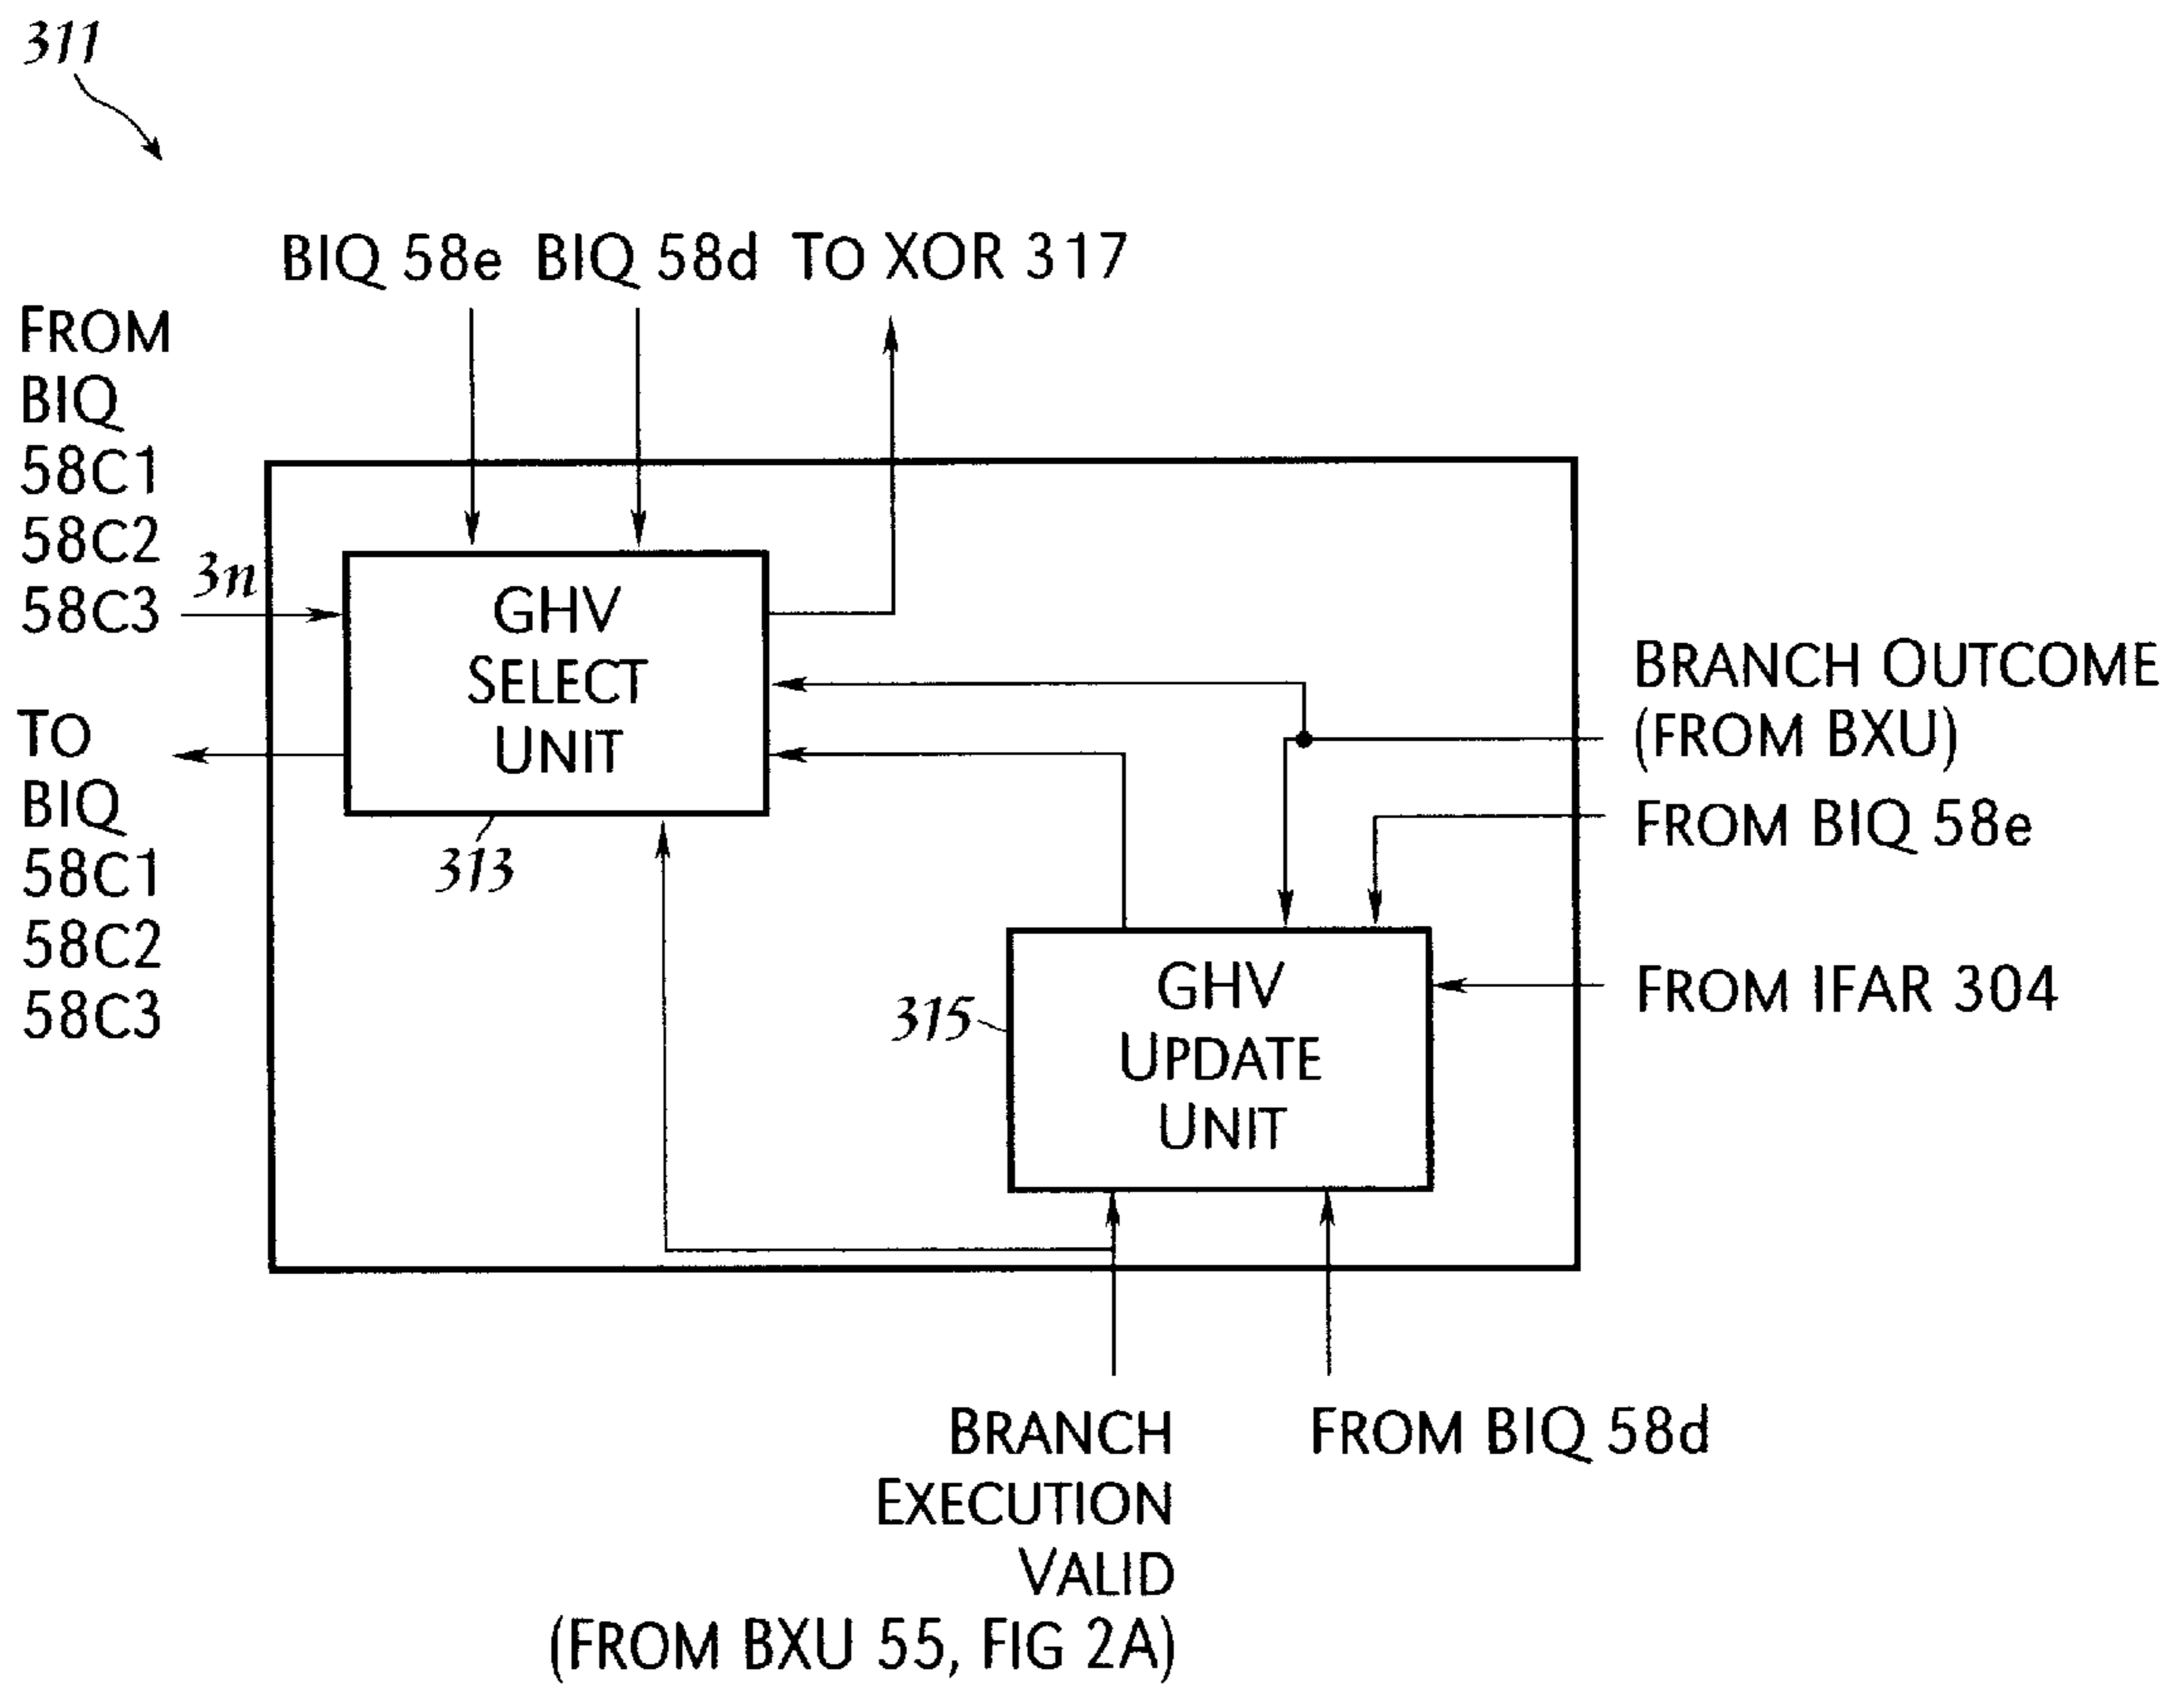 311
BIQ 58e BIQ 58d TO XOR 317
FROM
BIQ
58C1
58C2
58C3
3n
TO
BIQ
58C1
58C2
58C3
GHV
SELECT
UNIT
313
BRANCH OUTCOME
(FROM BXU)
FROM BIQ 58e
FROM IFAR 304
GHV
UPDATE
UNIT
315
BRANCH
EXECUTION
VALID
(FROM BXU 55, FIG 2A)
FROM BIQ 58d